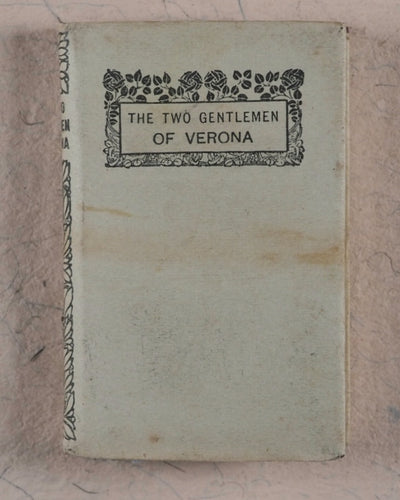 THE TWO GENTLEMEN
OF VERONA